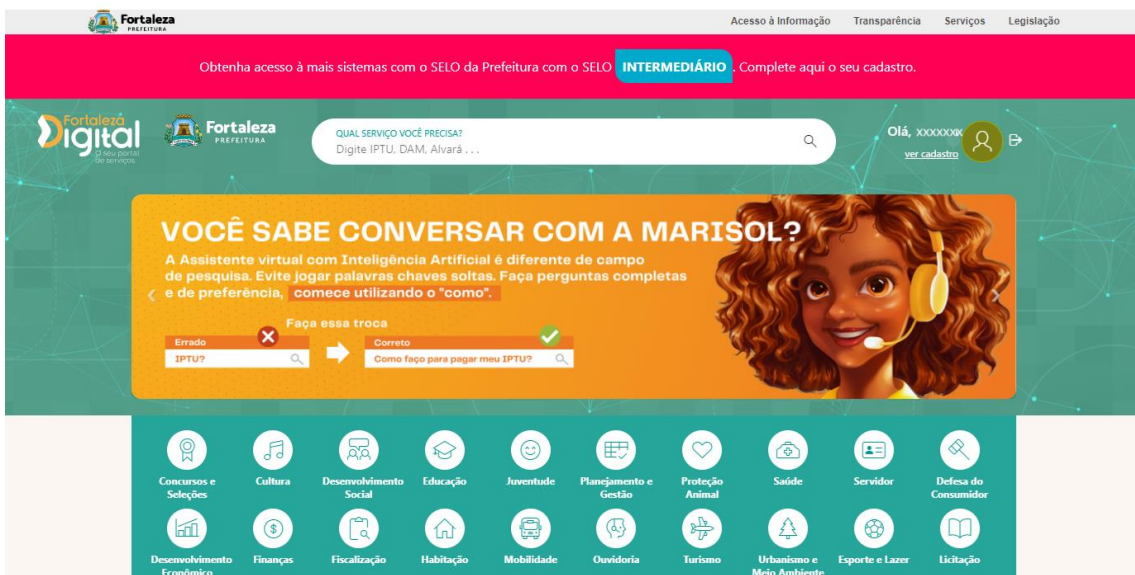 Fortaleza
PREFEITURA
Acesso à Informação Transparência Serviços Legislação
Obtenha acesso à mais sistemas com o SELO da Prefeitura com o SELO INTERMEDIÁRIO . Complete aqui o seu cadastro.
Fortaleza
Digital
O seu portal
de serviços
Fortaleza
PREFEITURA
QUAL SERVIÇO VOCÊ PRECISA?
Digite IPTU, DAM, Alvará . . .
Olá, xxxxxxx
ver cadastro
VOCÊ SABE CONVERSAR COM A MARISOL?
A Assistente virtual com Inteligência Artificial é diferente de campo
de pesquisa. Evite jogar palavras chaves soltas. Faça perguntas completas
e de preferência, comece utilizando o "como".
Faça essa troca
Errado
IPTU?
Correto
Como faço para pagar meu IPTU?
Concursos e
Seleções
Cultura
Desenvolvimento
Social
Educação
Juventude
Planejamento e
Gestão
Proteção
Animal
Saúde
Servidor
Defesa do
Consumidor
Desenvolvimento
Econômico
Finanças
Fiscalização
Habitação
Mobilidade
Ouvidoria
Turismo
Urbanismo e
Meio Ambiente
Esporte e Lazer
Licitação